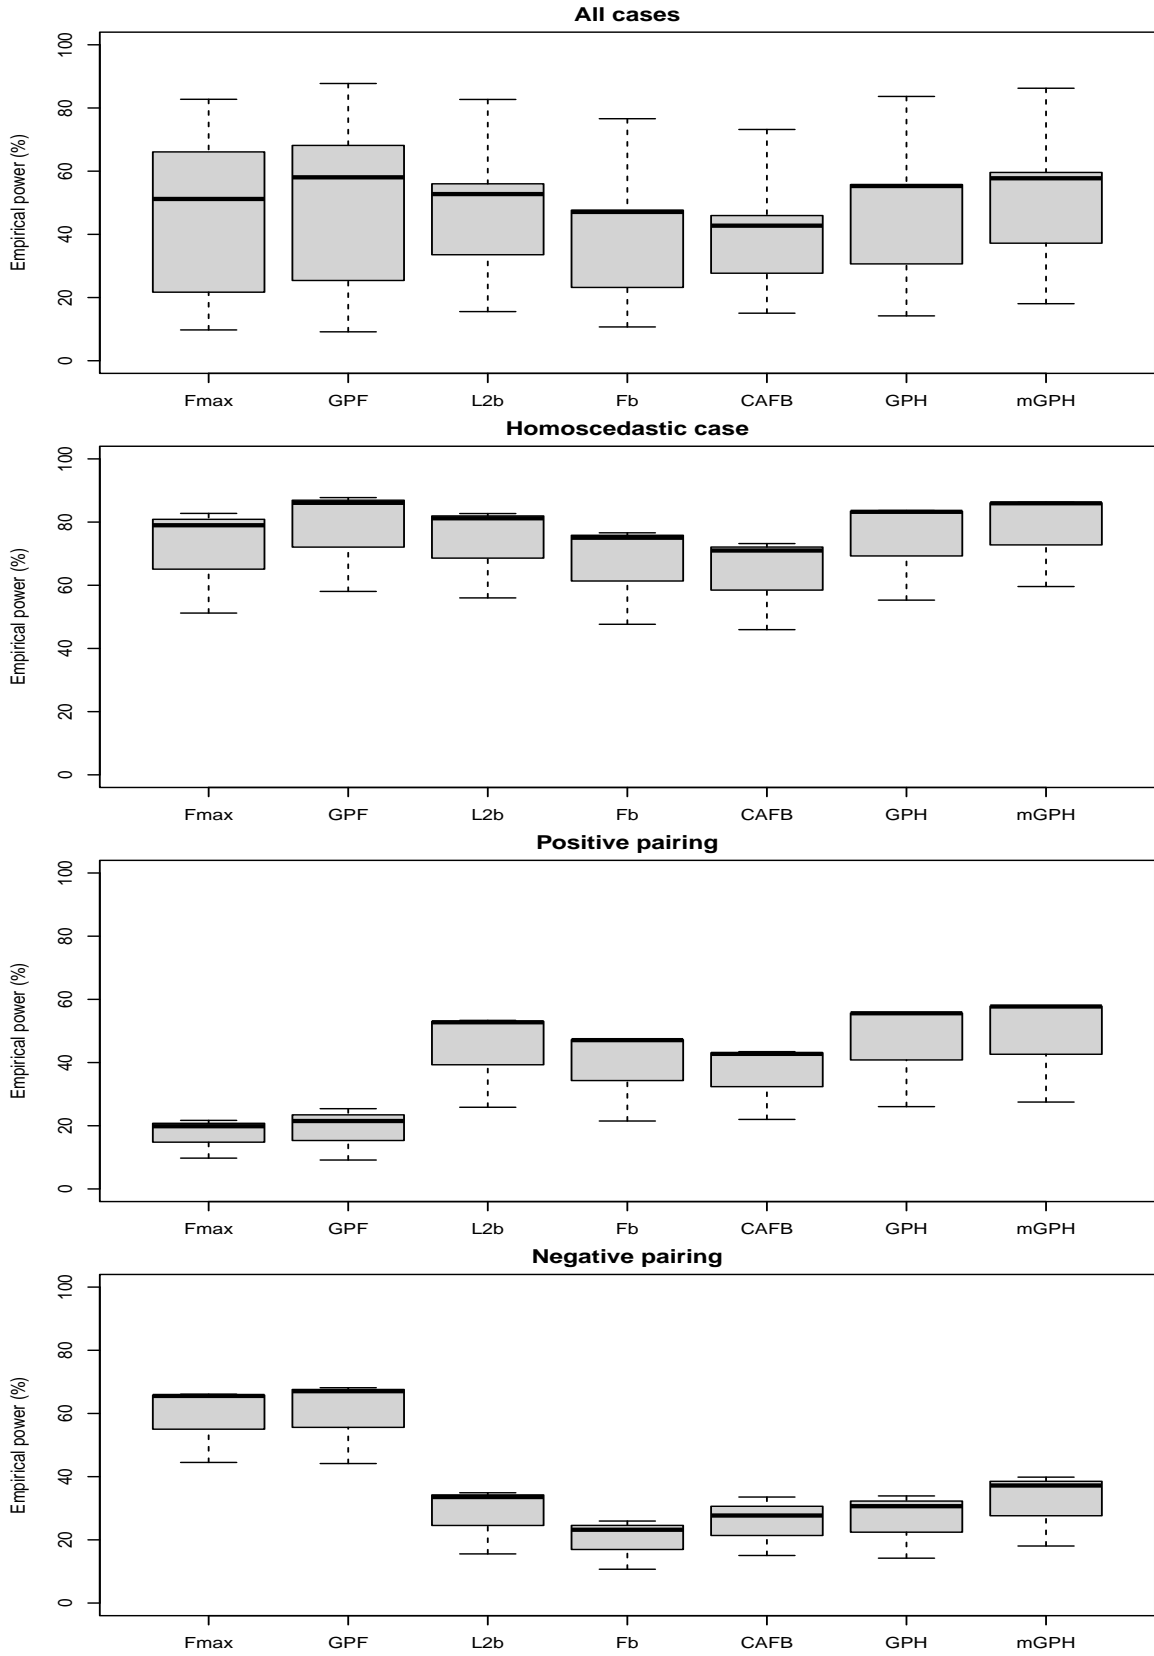 All cases
Empirical power (%)
100
80
60
40
20
0
Fmax GPF L2b Fb CAFB GPH mGPH
Homoscedastic case
Empirical power (%)
100
80
60
40
20
0
Fmax GPF L2b Fb CAFB GPH mGPH
Positive pairing
Empirical power (%)
100
80
60
40
20
0
Fmax GPF L2b Fb CAFB GPH mGPH
Negative pairing
Empirical power (%)
100
80
60
40
20
0
Fmax GPF L2b Fb CAFB GPH mGPH